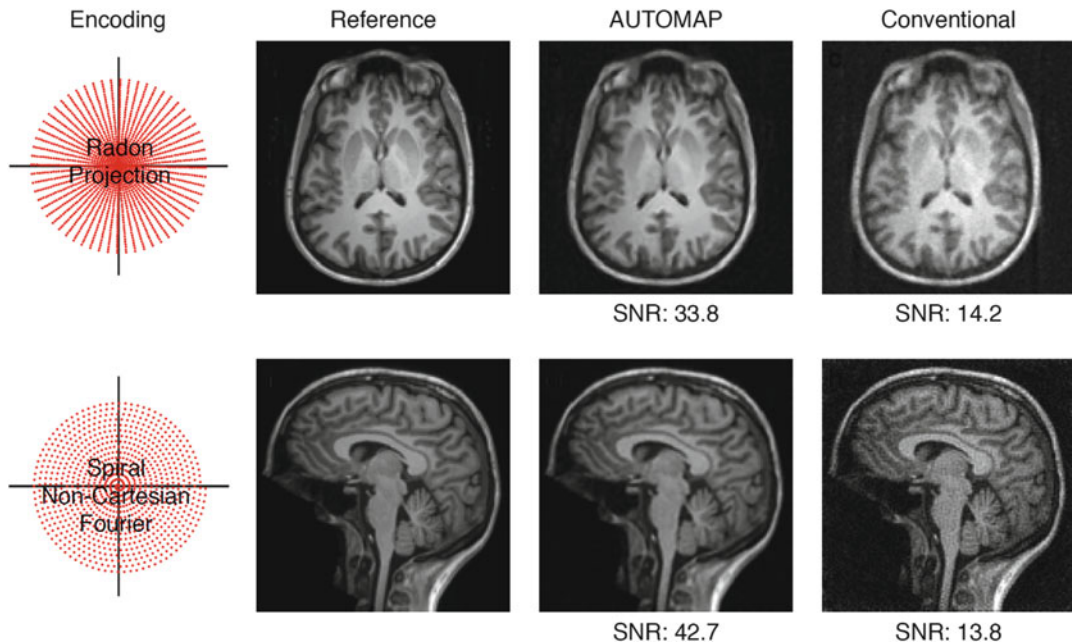 Encoding
Reference
AUTOMAP
Conventional
Radon
Projection
SNR: 33.8
SNR: 14.2
Spiral
Non-Cartesian
Fourier
SNR: 42.7
SNR: 13.8